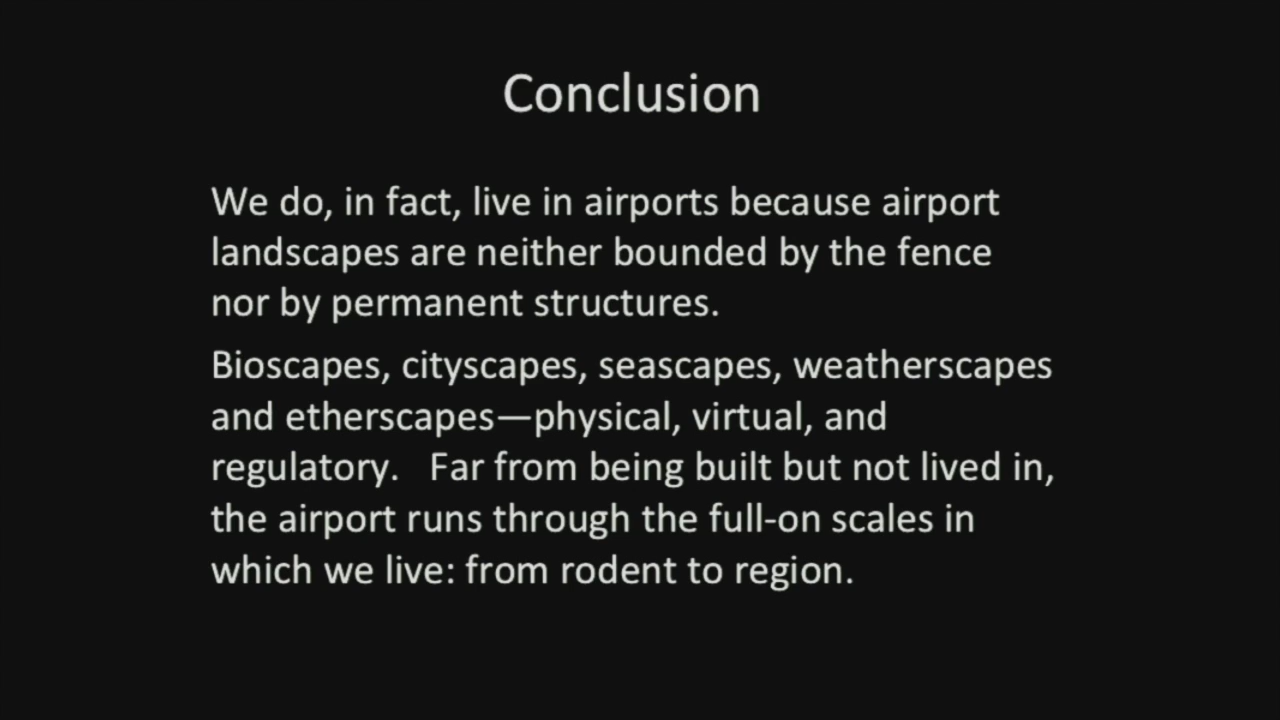 Conclusion
We do, in fact, live in airports because airport
landscapes are neither bounded by the fence
nor by permanent structures.
Bioscapes, cityscapes, seascapes, weatherscapes
and etherscapes—physical, virtual, and
regulatory.   Far from being built but not lived in,
the airport runs through the full-on scales in
which we live: from rodent to region.